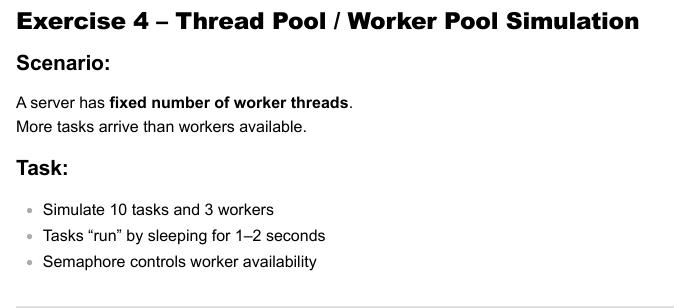 Exercise 4 – Thread Pool / Worker Pool Simulation
Scenario:
A server has fixed number of worker threads.
More tasks arrive than workers available.
Task:
Simulate 10 tasks and 3 workers
Tasks “run” by sleeping for 1–2 seconds
Semaphore controls worker availability